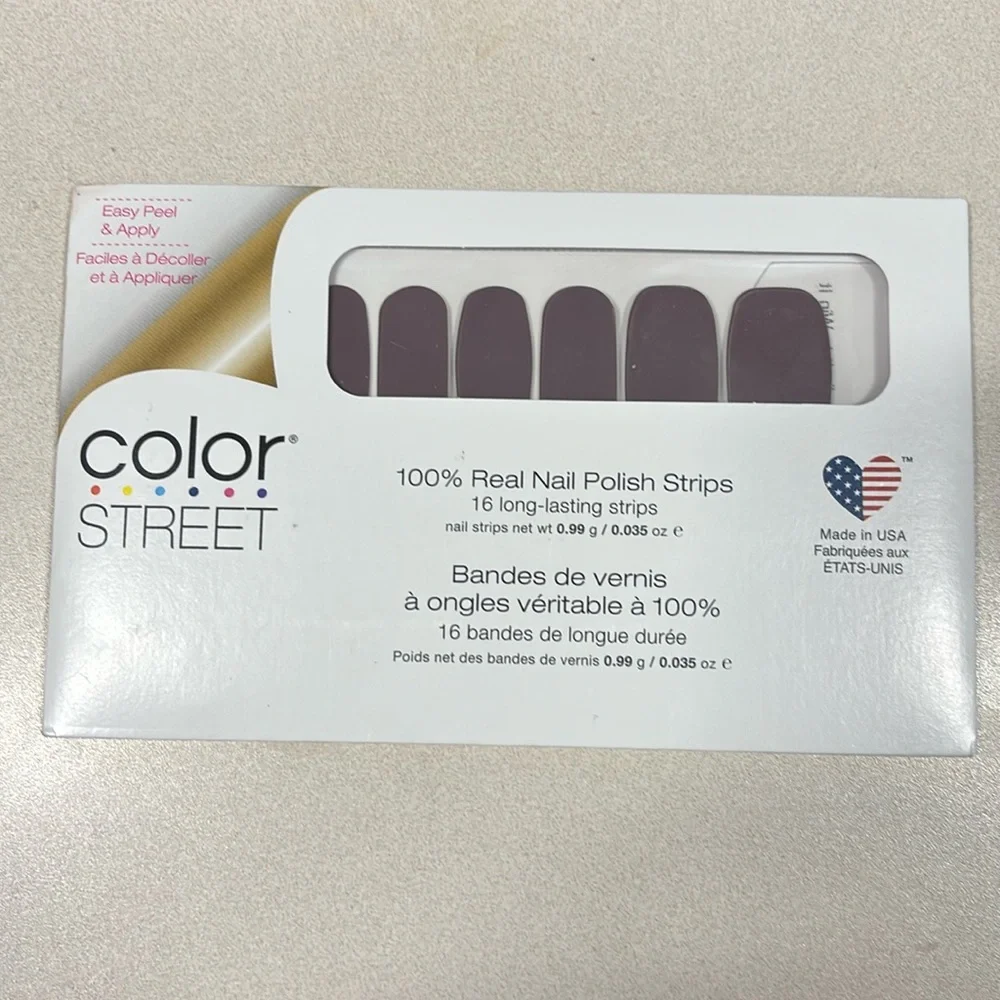 Easy Peel
& Apply
Faciles à Décoller
et à Appliquer
color®
STREET
100% Real Nail Polish Strips
16 long-lasting strips
nail strips net wt 0.99 g / 0.035 oz ℮
Bandes de vernis
à ongles véritable à 100%
16 bandes de longue durée
Poids net des bandes de vernis 0.99 g / 0.035 oz ℮
™
Made in USA
Fabriquées aux
ÉTATS-UNIS